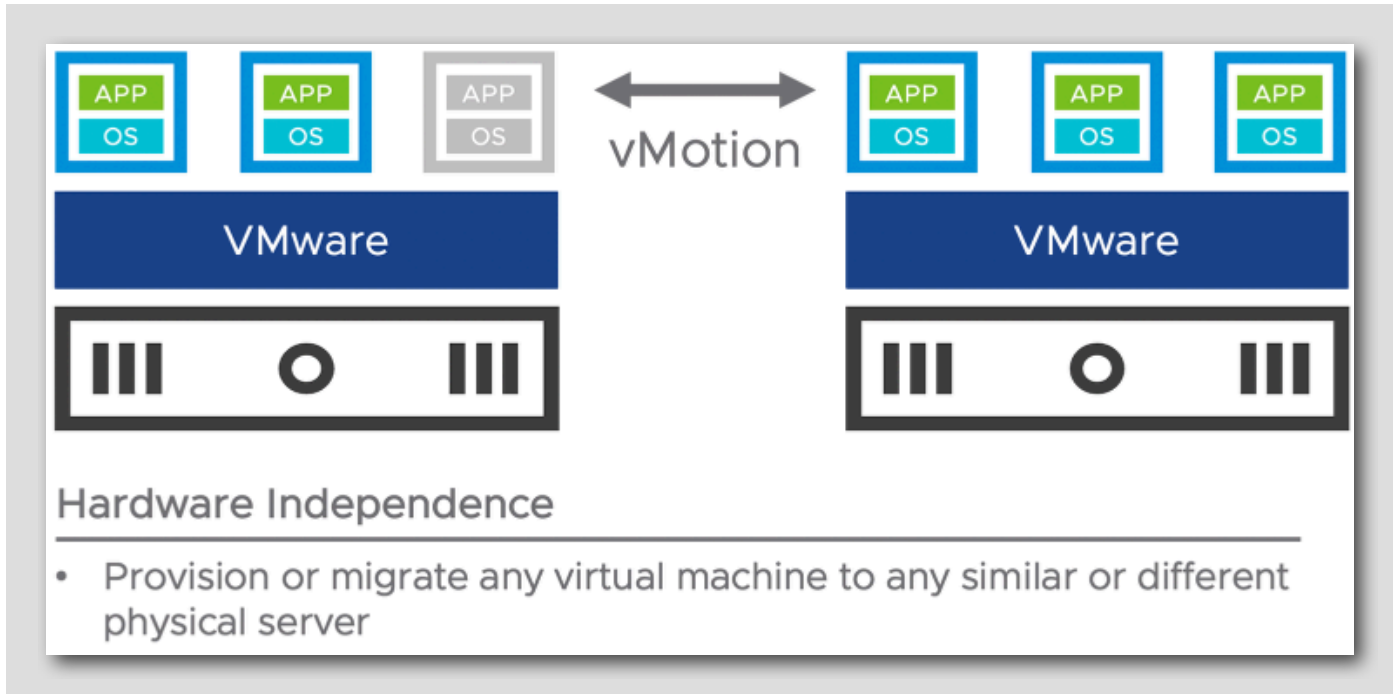 APP
OS
APP
OS
APP
OS
vMotion
APP
OS
APP
OS
APP
OS
VMware
VMware
Hardware Independence
• Provision or migrate any virtual machine to any similar or different
physical server